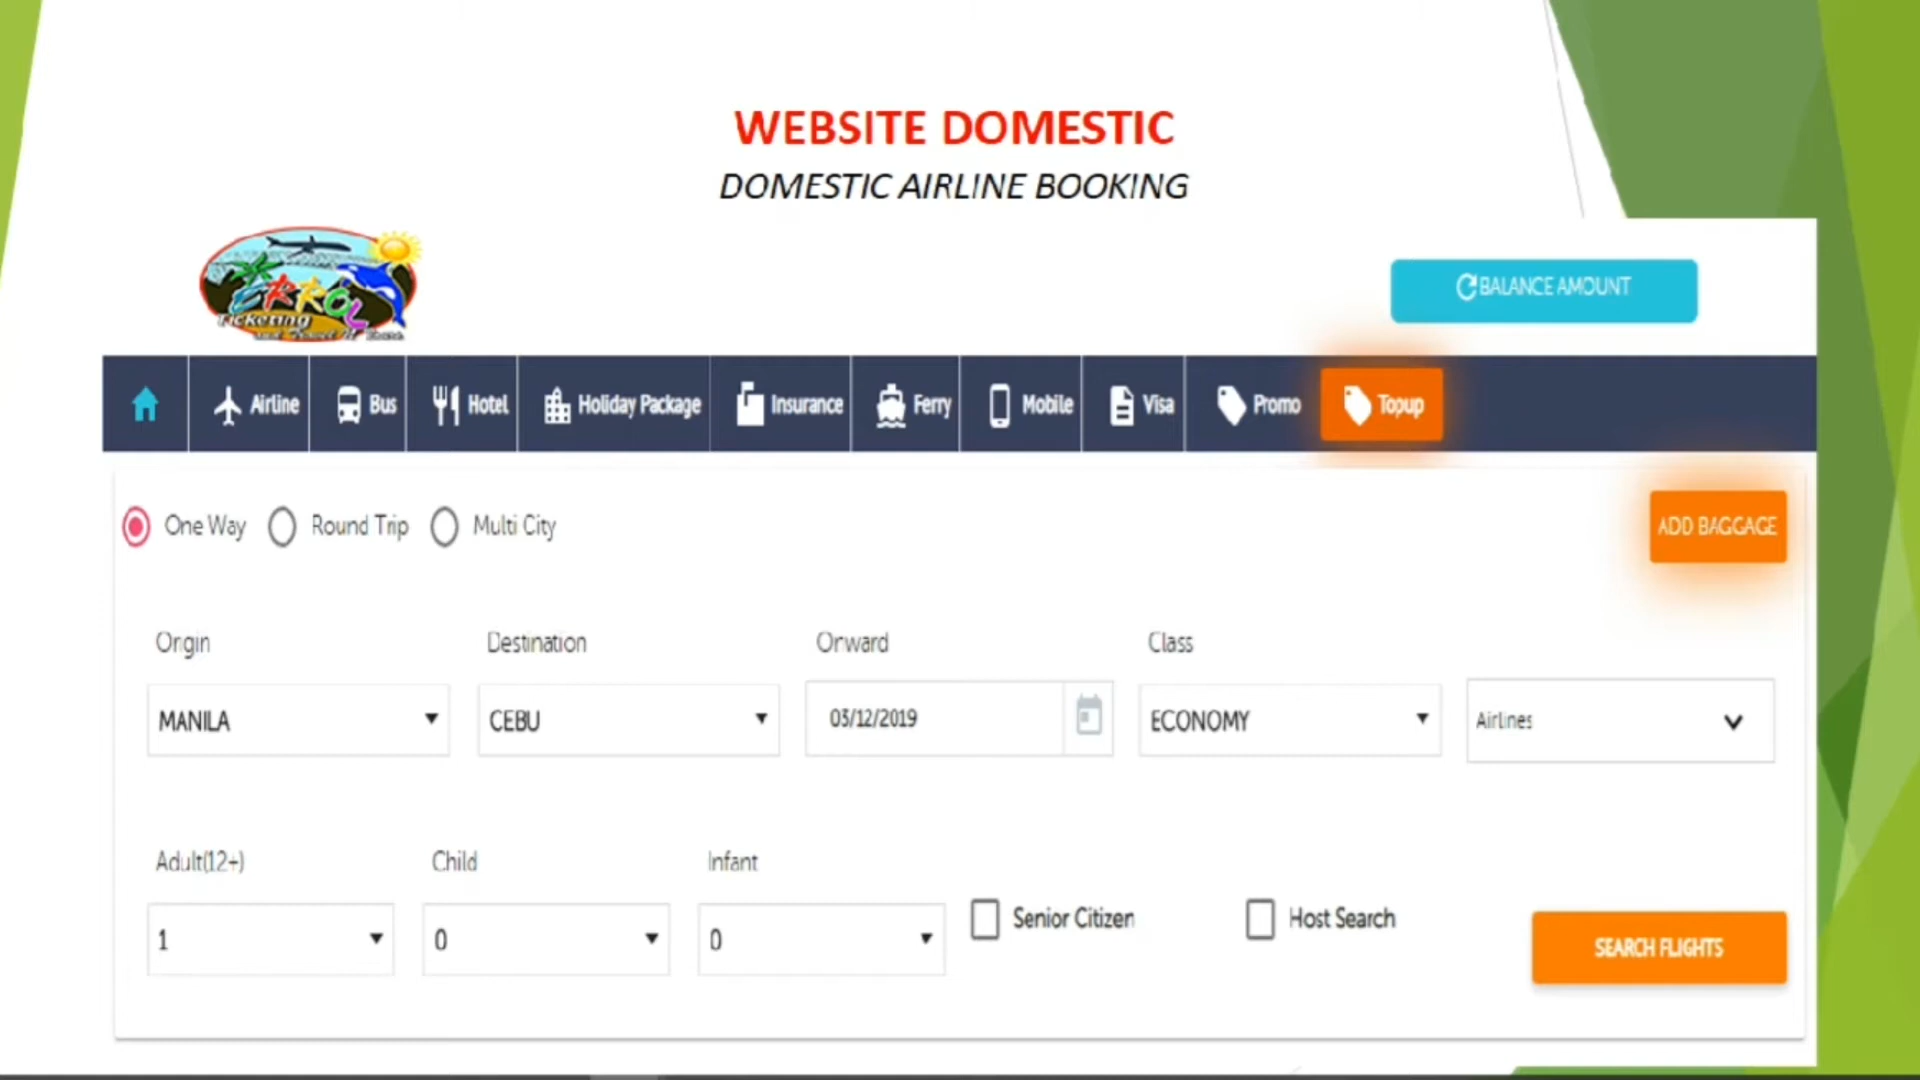 WEBSITE DOMESTIC
DOMESTIC AIRLINE BOOKING
ERROL
Ticketing
BALANCE AMOUNT
Airline Bus Hotel Holiday Package Insurance Ferry Mobile Visa Promo Topup
One Way Round Trip Multi City
ADD BAGGAGE
Origin Destination Onward Class
MANILA CEBU 03/12/2019 ECONOMY Airlines
Adult(12+) Child Infant
1 0 0 Senior Citizen Host Search
SEARCH FLIGHTS